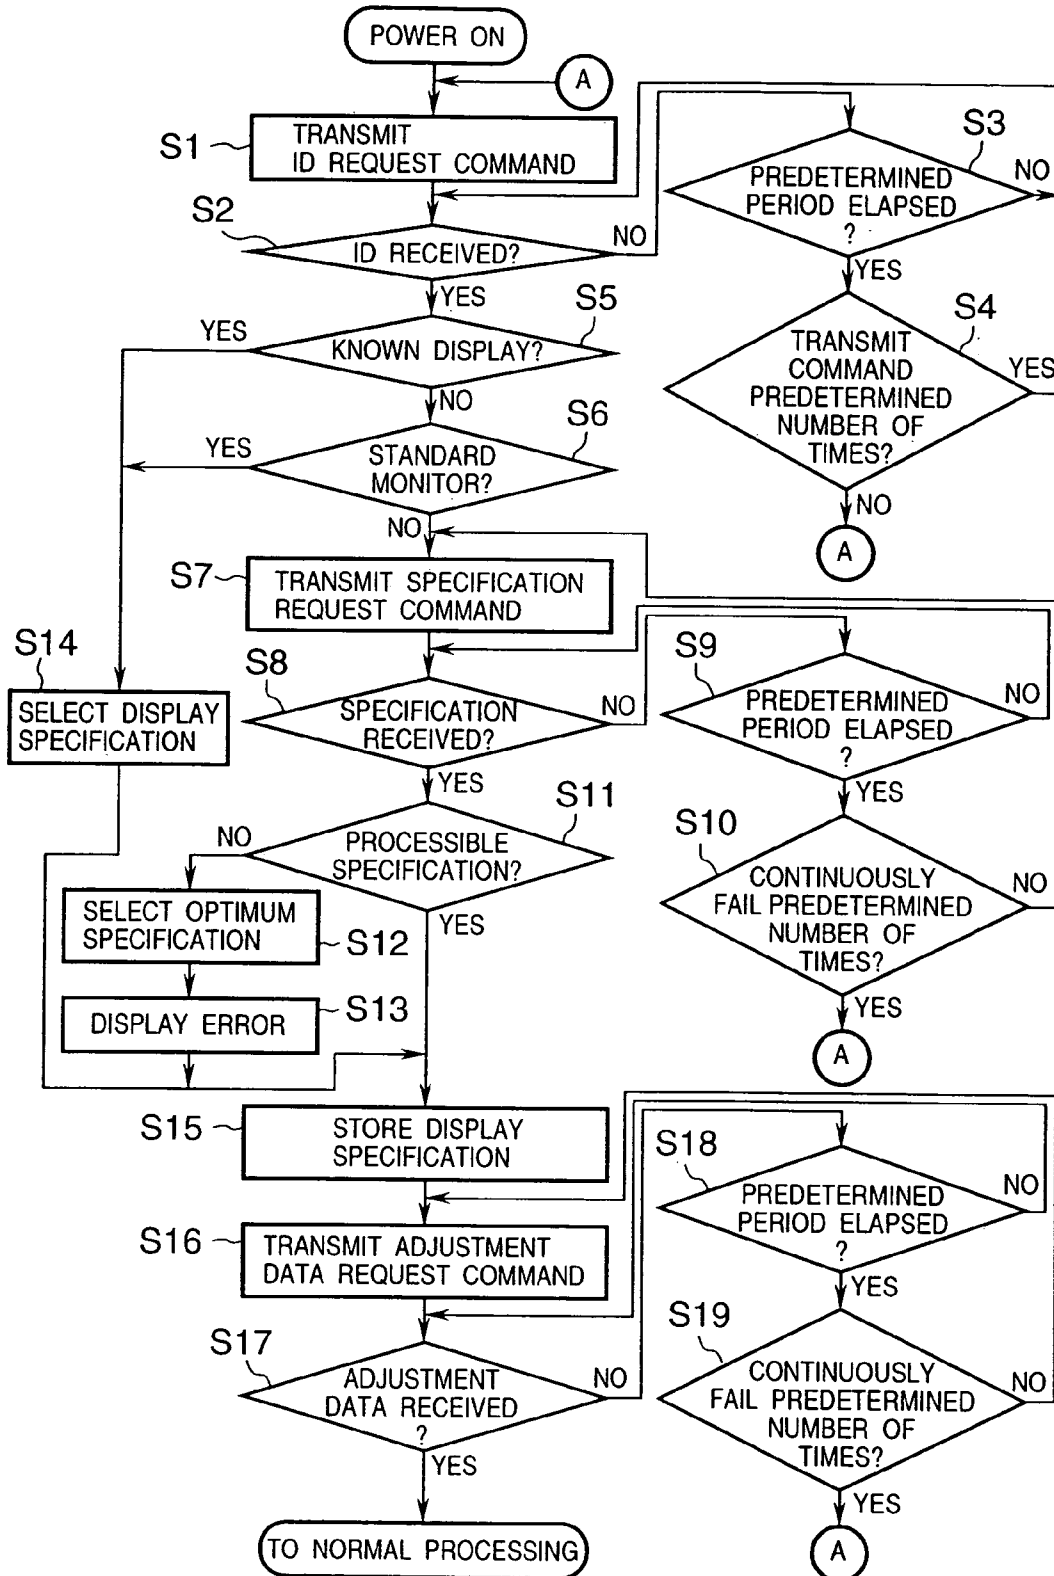 POWER ON
A
S1
TRANSMIT
ID REQUEST COMMAND
S2
ID RECEIVED?
NO
YES
S3
PREDETERMINED
PERIOD ELAPSED
?
NO
YES
S4
TRANSMIT
COMMAND
PREDETERMINED
NUMBER OF
TIMES?
YES
NO
A
S5
KNOWN DISPLAY?
YES
NO
S6
STANDARD
MONITOR?
YES
NO
S7
TRANSMIT SPECIFICATION
REQUEST COMMAND
S14
SELECT DISPLAY
SPECIFICATION
S8
SPECIFICATION
RECEIVED?
NO
YES
S9
PREDETERMINED
PERIOD ELAPSED
?
NO
YES
S10
CONTINUOUSLY
FAIL PREDETERMINED
NUMBER OF
TIMES?
NO
YES
A
S11
PROCESSIBLE
SPECIFICATION?
NO
YES
SELECT OPTIMUM
SPECIFICATION
S12
DISPLAY ERROR
S13
S15
STORE DISPLAY
SPECIFICATION
S16
TRANSMIT ADJUSTMENT
DATA REQUEST COMMAND
S17
ADJUSTMENT
DATA RECEIVED
?
NO
YES
S18
PREDETERMINED
PERIOD ELAPSED
?
NO
YES
S19
CONTINUOUSLY
FAIL PREDETERMINED
NUMBER OF
TIMES?
NO
YES
A
TO NORMAL PROCESSING